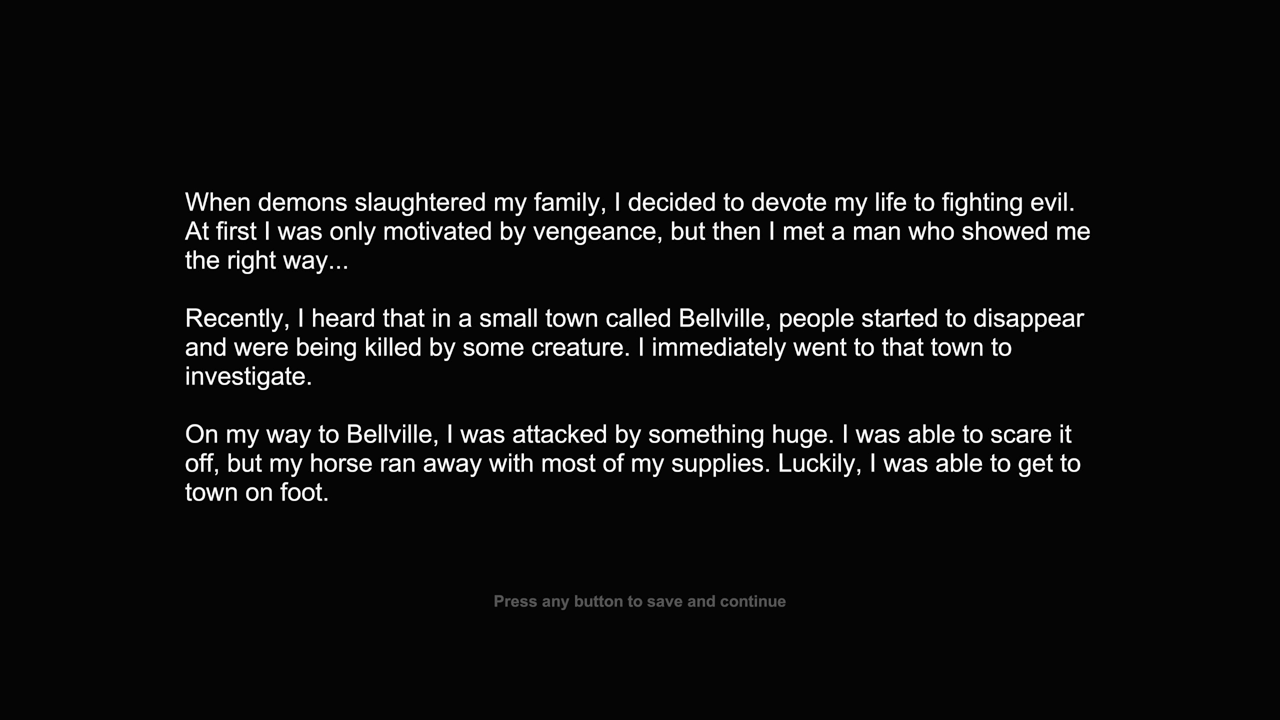 When demons slaughtered my family, I decided to devote my life to fighting evil.
At first I was only motivated by vengeance, but then I met a man who showed me
the right way...
Recently, I heard that in a small town called Bellville, people started to disappear
and were being killed by some creature. I immediately went to that town to
investigate.
On my way to Bellville, I was attacked by something huge. I was able to scare it
off, but my horse ran away with most of my supplies. Luckily, I was able to get to
town on foot.
Press any button to save and continue